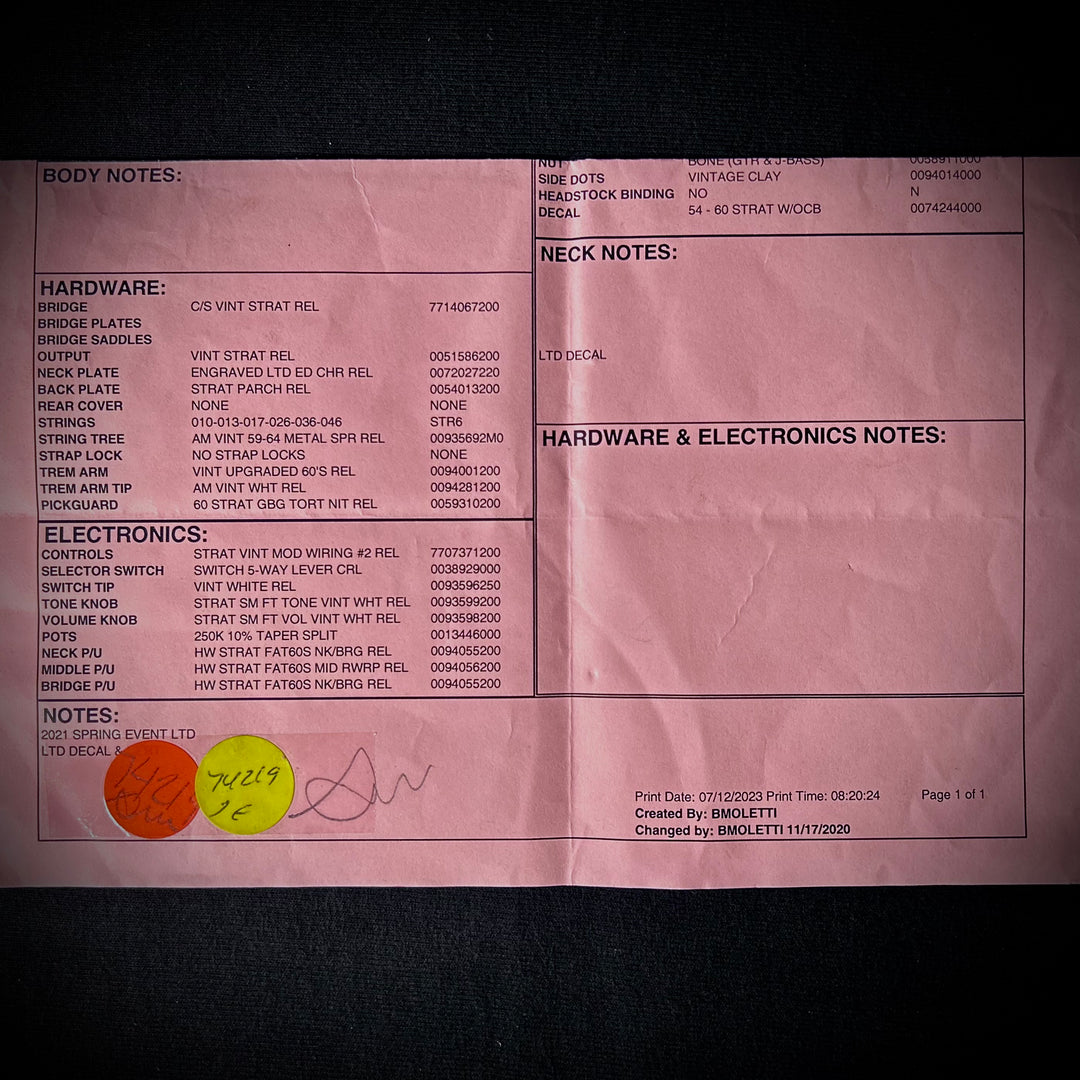 BODY NOTES:
HARDWARE:
BRIDGE C/S VINT STRAT REL 7714067200
BRIDGE PLATES
BRIDGE SADDLES
OUTPUT VINT STRAT REL 0051586200
NECK PLATE ENGRAVED LTD ED CHR REL 0072027220
BACK PLATE STRAT PARCH REL 0054013200
REAR COVER NONE NONE
STRINGS 010-013-017-026-036-046 STR6
STRING TREE AM VINT 59-64 METAL SPR REL 00935692M0
STRAP LOCK NO STRAP LOCKS NONE
TREM ARM VINT UPGRADED 60'S REL 0094001200
TREM ARM TIP AM VINT WHT REL 0094281200
PICKGUARD 60 STRAT GBG TORT NIT REL 0059310200
ELECTRONICS:
CONTROLS STRAT VINT MOD WIRING #2 REL 7707371200
SELECTOR SWITCH SWITCH 5-WAY LEVER CRL 0038929000
SWITCH TIP VINT WHITE REL 0093596250
TONE KNOB STRAT SM FT TONE VINT WHT REL 0093599200
VOLUME KNOB STRAT SM FT VOL VINT WHT REL 0093598200
POTS 250K 10% TAPER SPLIT 0013446000
NECK P/U HW STRAT FAT60S NK/BRG REL 0094055200
MIDDLE P/U HW STRAT FAT60S MID RWRP REL 0094056200
BRIDGE P/U HW STRAT FAT60S NK/BRG REL 0094055200
NUT BONE (GTR & J-BASS) 0058911000
SIDE DOTS VINTAGE CLAY 0094014000
HEADSTOCK BINDING NO N
DECAL 54 - 60 STRAT W/OCB 0074244000
NECK NOTES:
LTD DECAL
HARDWARE & ELECTRONICS NOTES:
NOTES:
2021 SPRING EVENT LTD
LTD DECAL &
74219
Print Date: 07/12/2023 Print Time: 08:20:24 Page 1 of 1
Created By: BMOLETTI
Changed by: BMOLETTI 11/17/2020